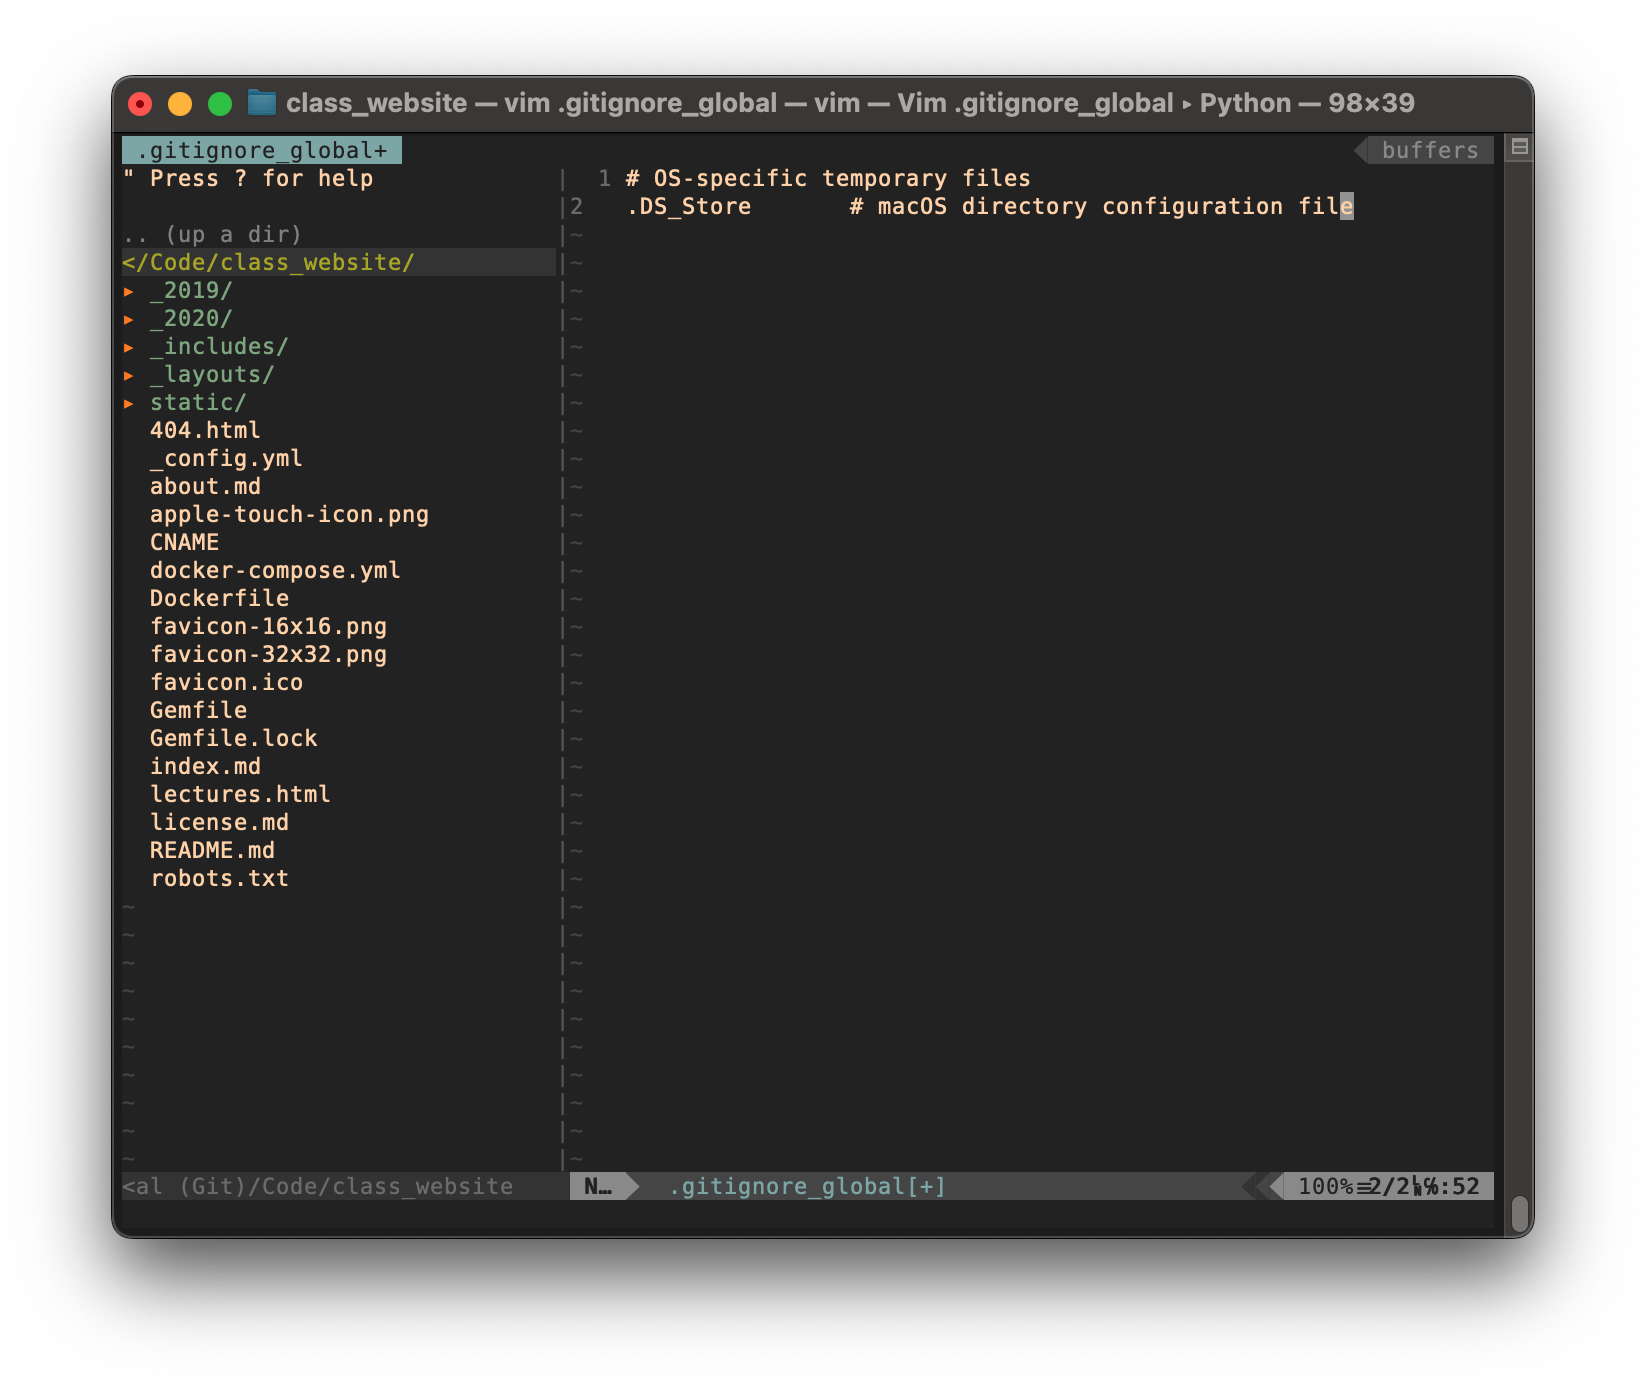 class_website — vim .gitignore_global — vim — Vim .gitignore_global ▸ Python — 98×39
.gitignore_global+
buffers
" Press ? for help
.. (up a dir)
</Code/class_website/
▸ _2019/
▸ _2020/
▸ _includes/
▸ _layouts/
▸ static/
404.html
_config.yml
about.md
apple-touch-icon.png
CNAME
docker-compose.yml
Dockerfile
favicon-16x16.png
favicon-32x32.png
favicon.ico
Gemfile
Gemfile.lock
index.md
lectures.html
license.md
README.md
robots.txt
1 # OS-specific temporary files
2 .DS_Store       # macOS directory configuration file
<al (Git)/Code/class_website
N… .gitignore_global[+]
100%≡2/2㏑℅:52